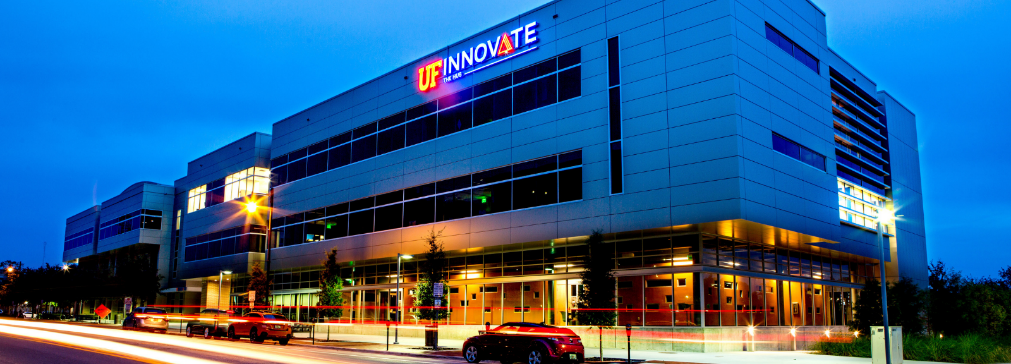 UF INNOVATE
THE HUB